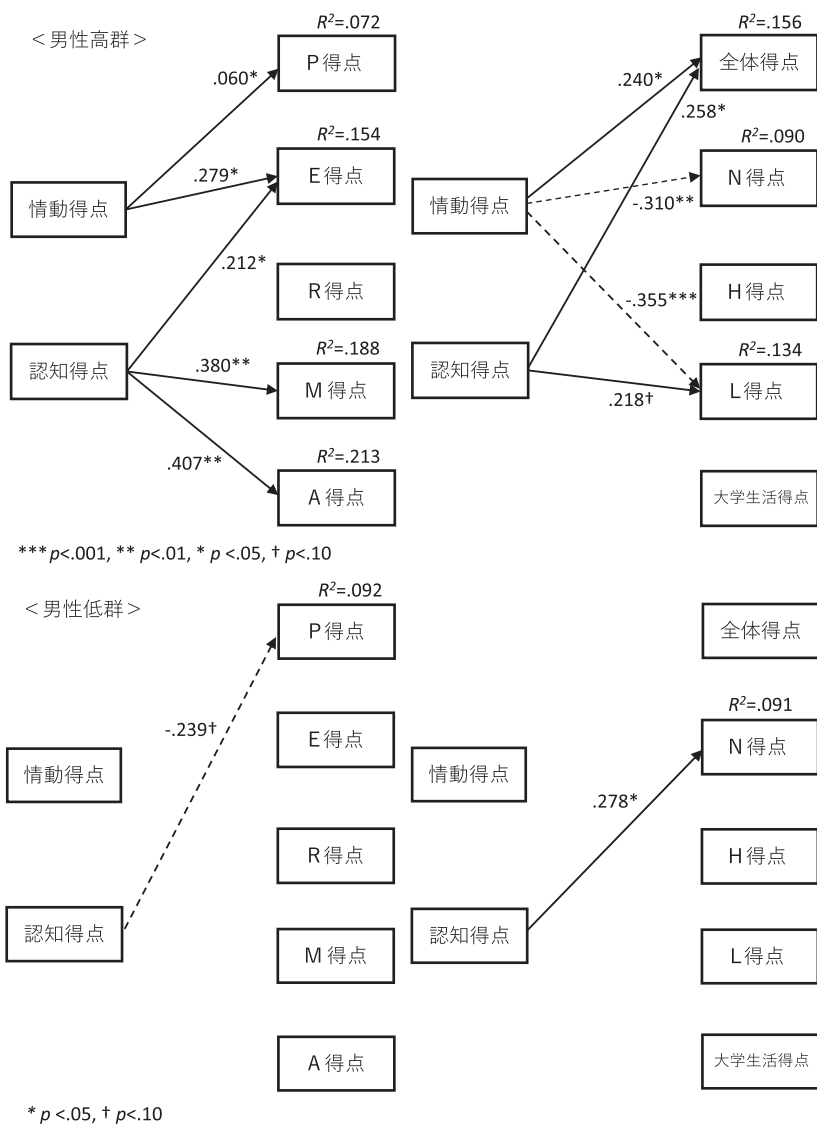 ＜男性高群＞
R²=.072
P得点
.060*
R²=.154
E得点
.279*
情動得点
.212*
R得点
認知得点
.380**
R²=.188
M得点
.407**
R²=.213
A得点
R²=.156
全体得点
.240*
.258*
R²=.090
N得点
情動得点
-.310**
H得点
-.355***
認知得点
R²=.134
L得点
.218†
大学生活得点
*** p<.001, ** p<.01, * p <.05, † p<.10
＜男性低群＞
R²=.092
P得点
-.239†
E得点
情動得点
R得点
認知得点
M得点
A得点
全体得点
R²=.091
N得点
情動得点
.278*
H得点
認知得点
L得点
大学生活得点
* p <.05, † p<.10